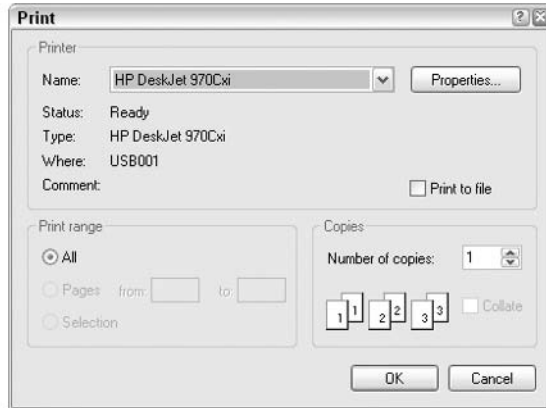 Print
Printer
Name: HP DeskJet 970Cxi Properties...
Status: Ready
Type: HP DeskJet 970Cxi
Where: USB001
Comment:
Print to file
Print range
All
Pages from: to:
Selection
Copies
Number of copies: 1
1 1 2 2 3 3 Collate
OK Cancel